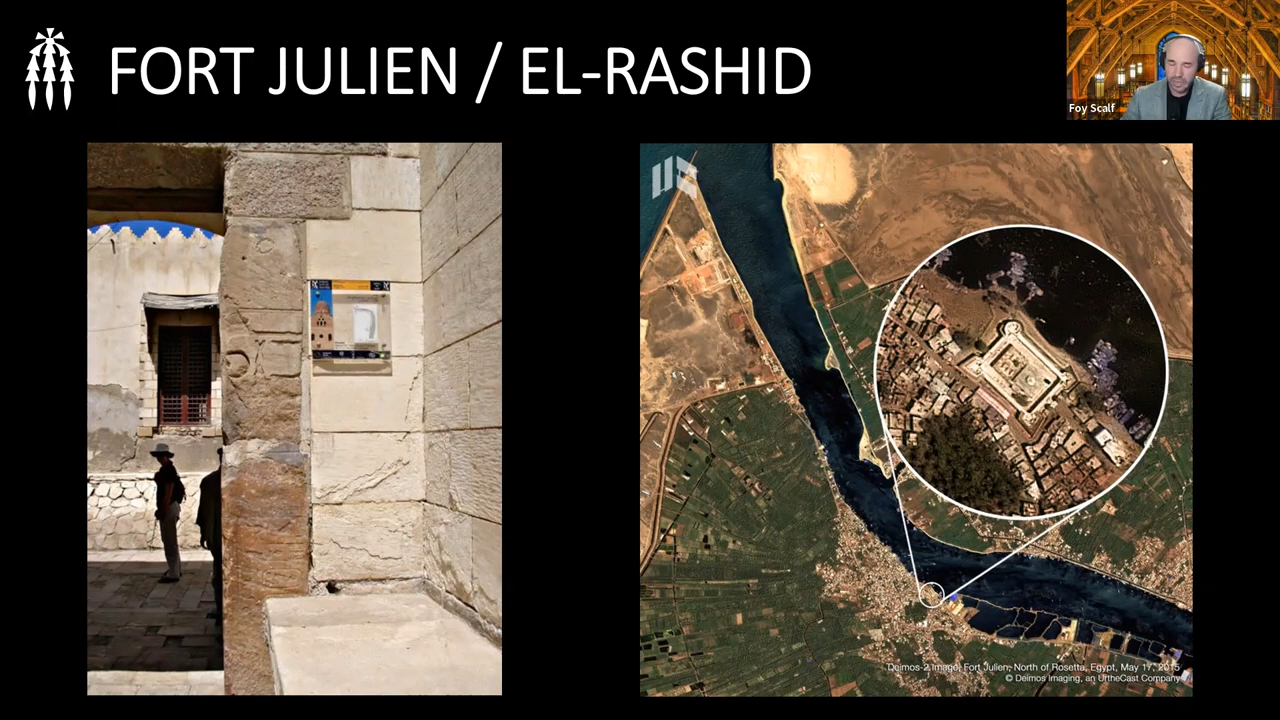 FORT JULIEN / EL-RASHID
Foy Scalf
Deimos-2 Image, Fort Julien, North of Rosetta, Egypt, May 17, 2015
© Deimos Imaging, an UrtheCast Company